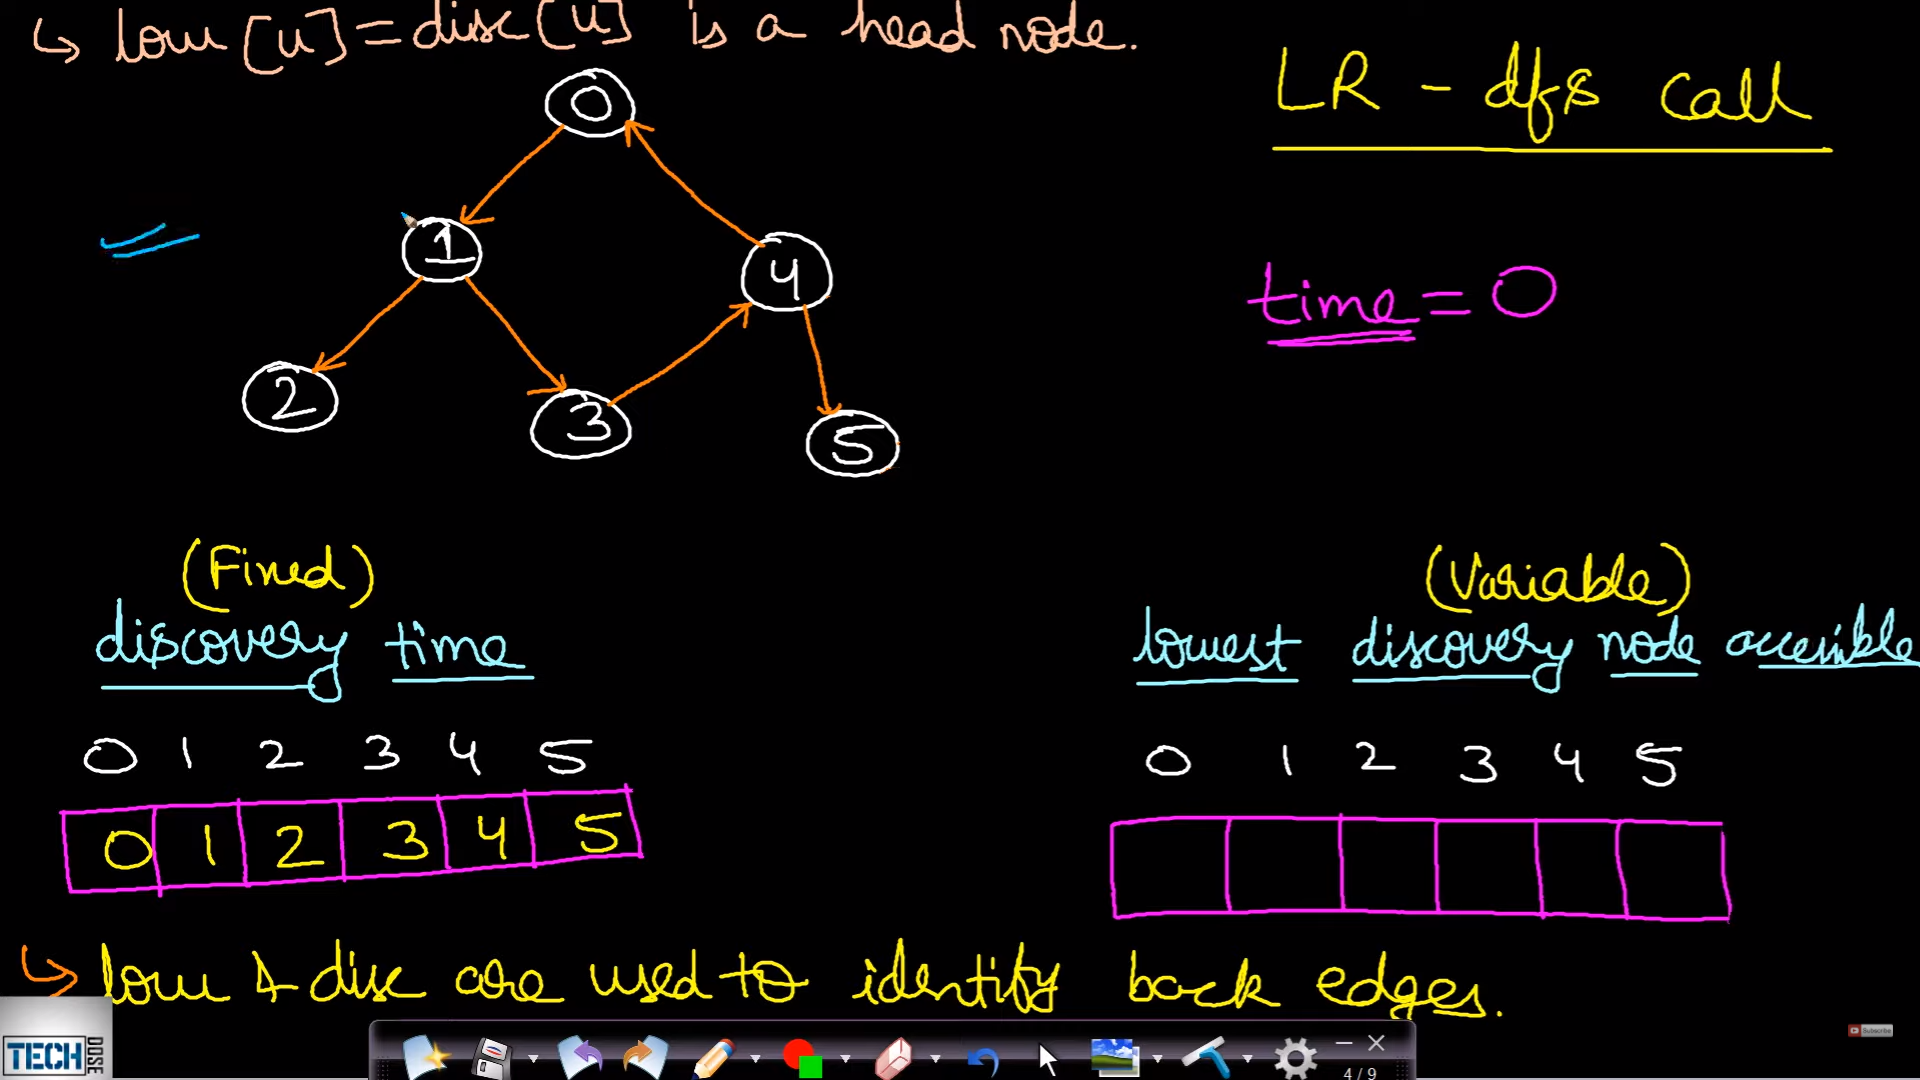 ↳ low[u] = disc[u] is a head node.
LR - dfs call
0
1
4
time = 0
2
3
5
(Fixed)
(Variable)
discovery time
lowest discovery node accesible
0 1 2 3 4 5
0 1 2 3 4 5
0 1 2 3 4 5
↳ low & disc are used to identify back edges.
TECH DOSE
Subscribe
4 / 9